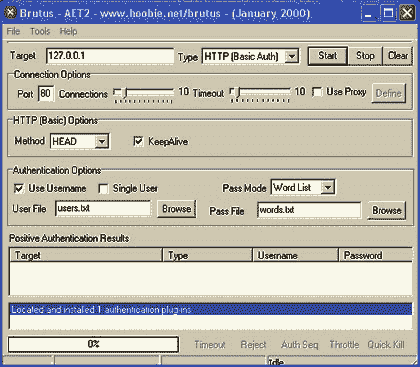 Brutus - AET2 - www.hoobie.net/brutus - (January 2000)
File Tools Help
Target 127.0.0.1 Type HTTP (Basic Auth) Start Stop Clear
Connection Options
Port 80 Connections 10 Timeout 10 Use Proxy Define
HTTP (Basic) Options
Method HEAD KeepAlive
Authentication Options
Use Username Single User Pass Mode Word List
User File users.txt Browse Pass File words.txt Browse
Positive Authentication Results
Target Type Username Password
Located and installed 1 authentication plug-ins
0% Timeout Reject Auth Seq Throttle Quick Kill
Idle